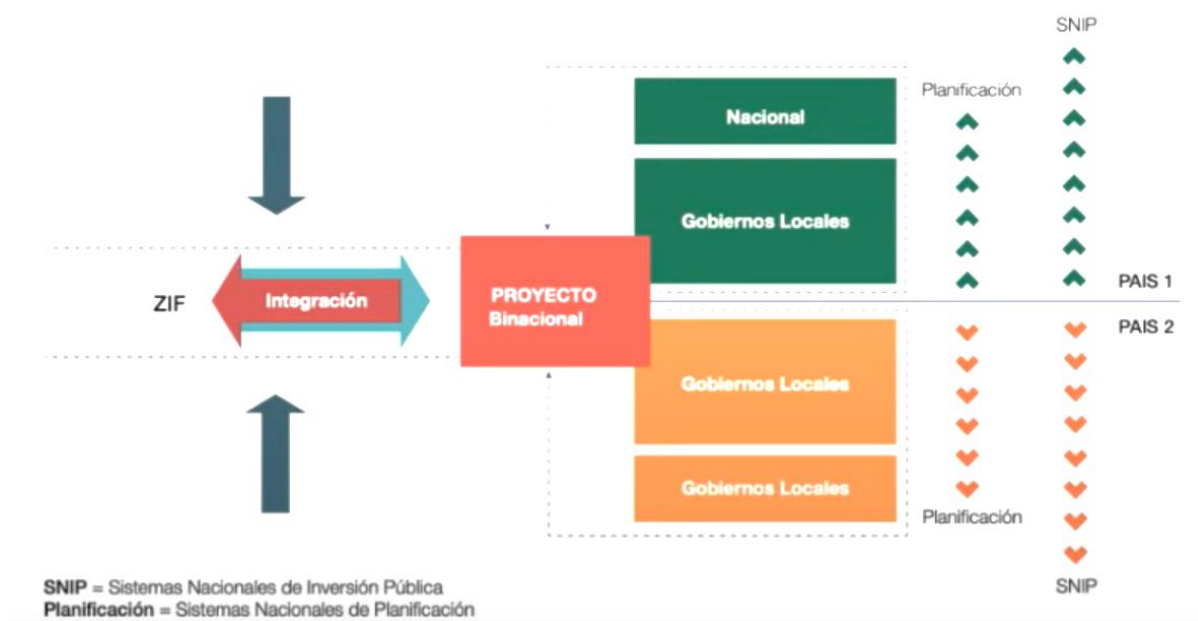 SNIP
Planificación
Nacional
Gobiernos Locales
PAIS 1
ZIF
Integración
PROYECTO
Binacional
PAIS 2
Gobiernos Locales
Gobiernos Locales
Planificación
SNIP
SNIP = Sistemas Nacionales de Inversión Pública
Planificación = Sistemas Nacionales de Planificación